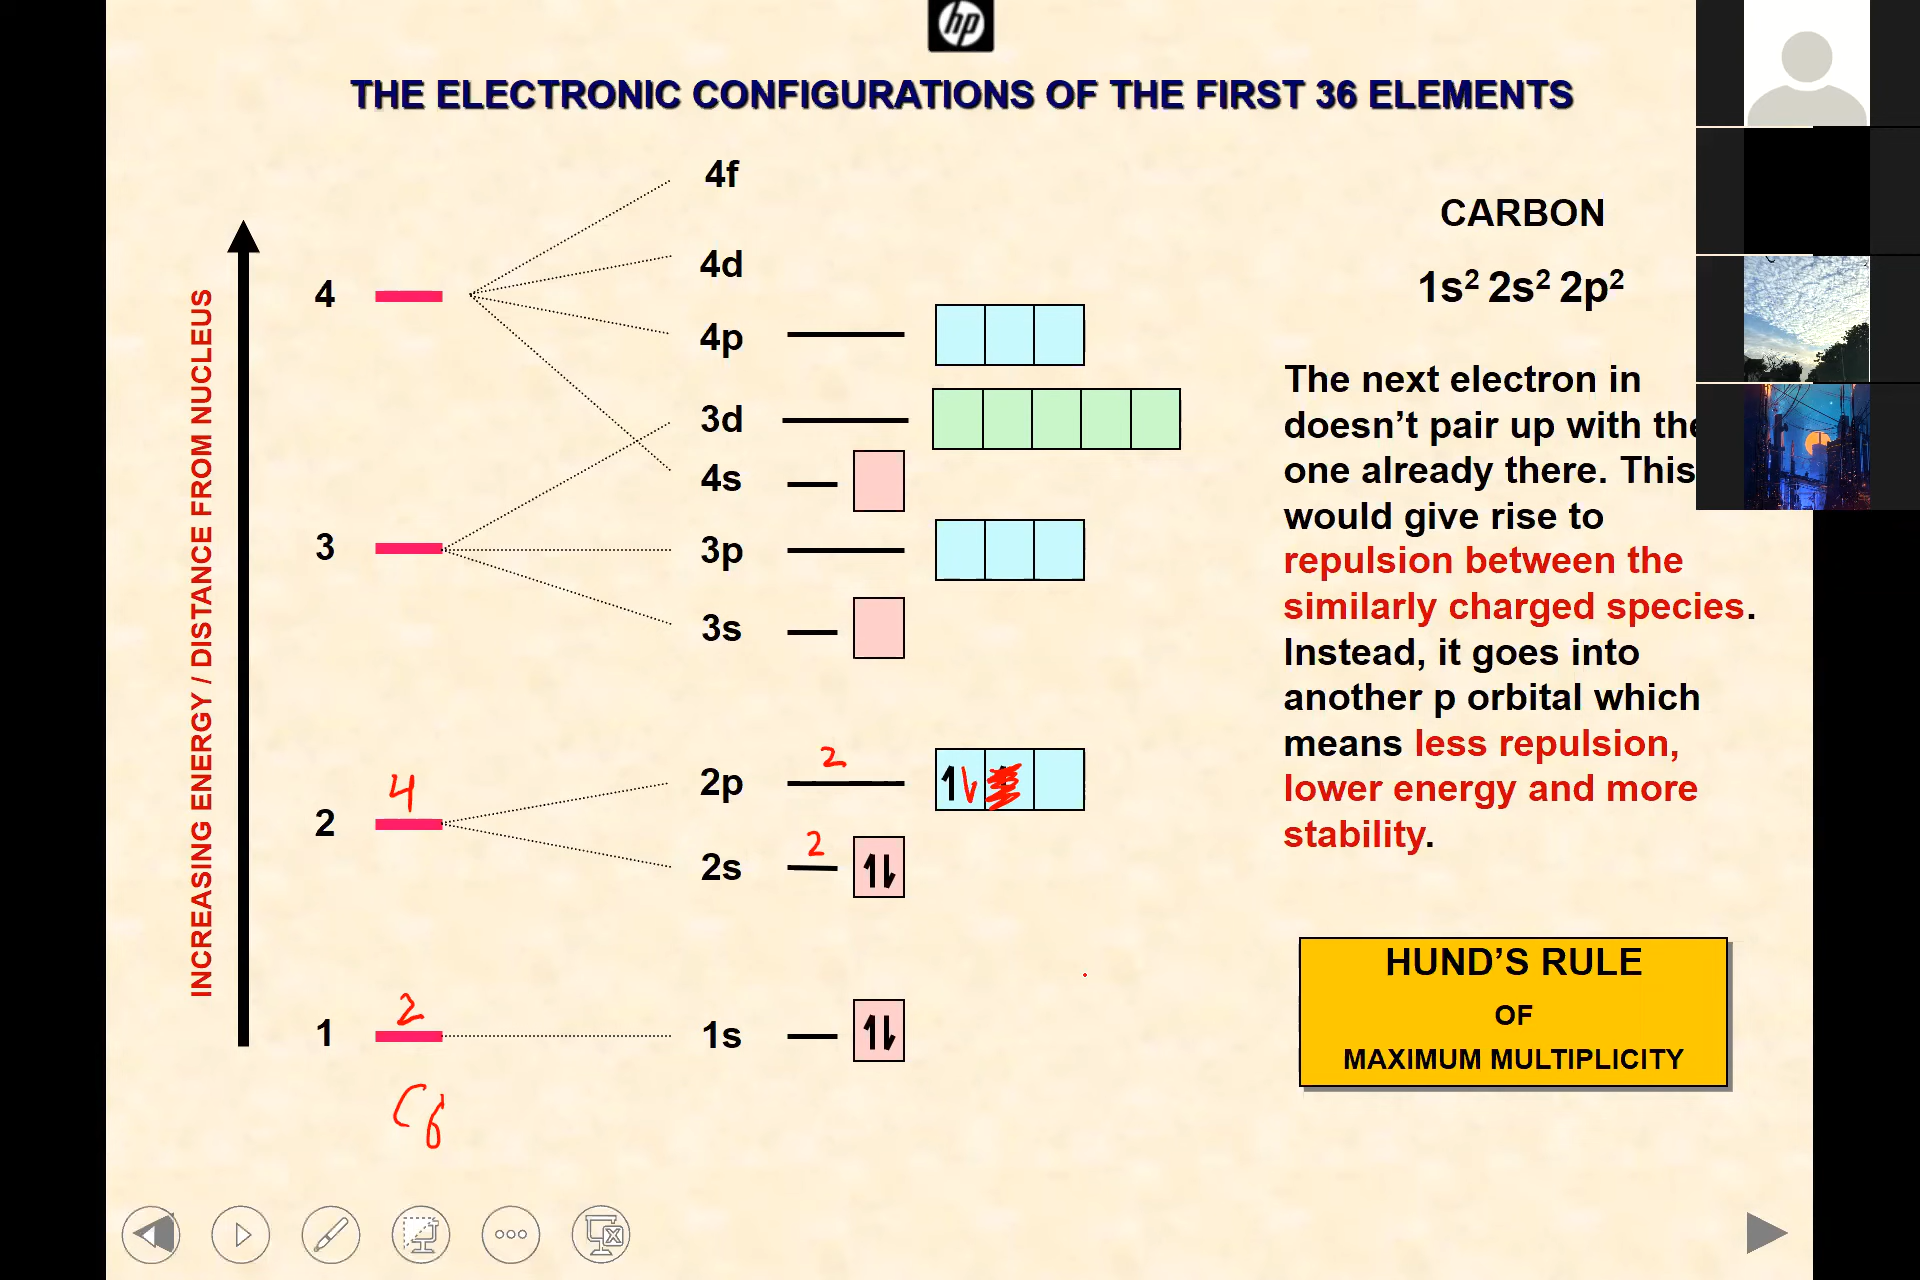 hp
THE ELECTRONIC CONFIGURATIONS OF THE FIRST 36 ELEMENTS
INCREASING ENERGY / DISTANCE FROM NUCLEUS
4f
4d
4
4p
3d
4s
3
3p
3s
4
2
2p
2
2s
2
2
1
1s
C6
CARBON
1s² 2s² 2p²
The next electron in
doesn’t pair up with the
one already there. This
would give rise to
repulsion between the
similarly charged species.
Instead, it goes into
another p orbital which
means less repulsion,
lower energy and more
stability.
HUND’S RULE
OF
MAXIMUM MULTIPLICITY